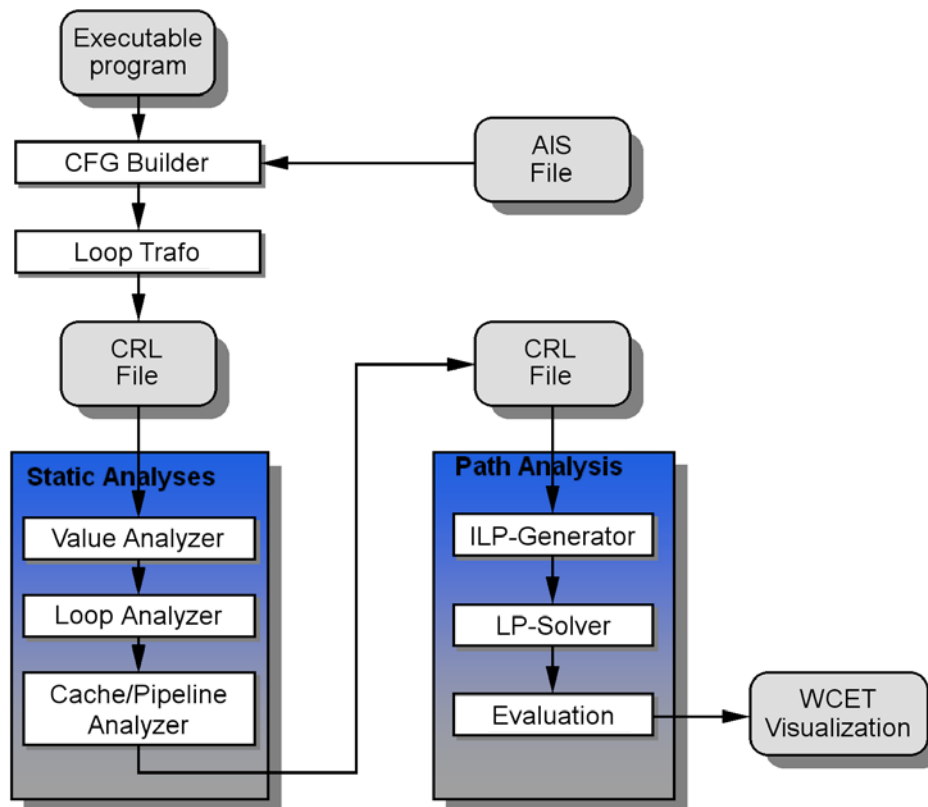 Executable
program
CFG Builder
AIS
File
Loop Trafo
CRL
File
CRL
File
Static Analyses
Value Analyzer
Loop Analyzer
Cache/Pipeline
Analyzer
Path Analysis
ILP-Generator
LP-Solver
Evaluation
WCET
Visualization